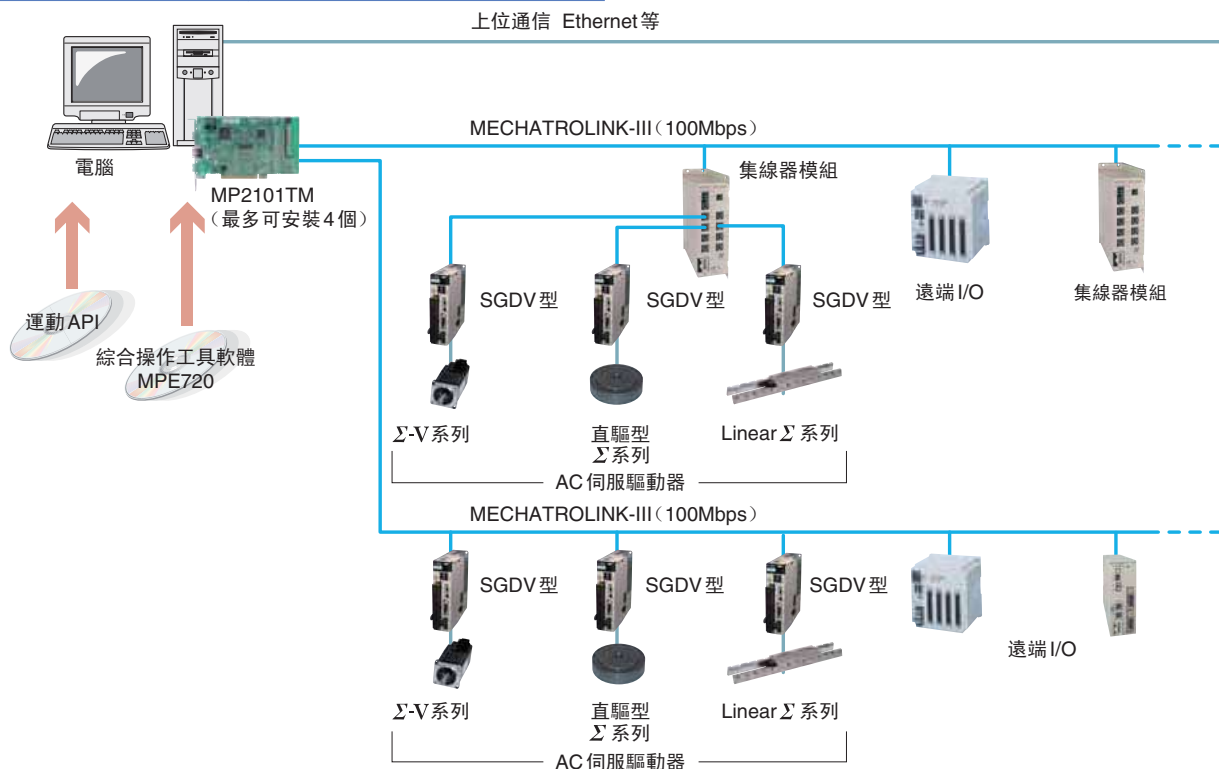 上位通信 Ethernet等
MECHATROLINK-III（100Mbps）
電腦
MP2101TM
（最多可安裝4個）
集線器模組
SGDV型
SGDV型
SGDV型
遠端I/O
集線器模組
運動API
綜合操作工具軟體
MPE720
Σ-V系列
直驅型
Σ系列
Linear Σ 系列
AC伺服驅動器
MECHATROLINK-III（100Mbps）
SGDV型
SGDV型
SGDV型
遠端I/O
Σ-V系列
直驅型
Σ 系列
Linear Σ 系列
AC伺服驅動器